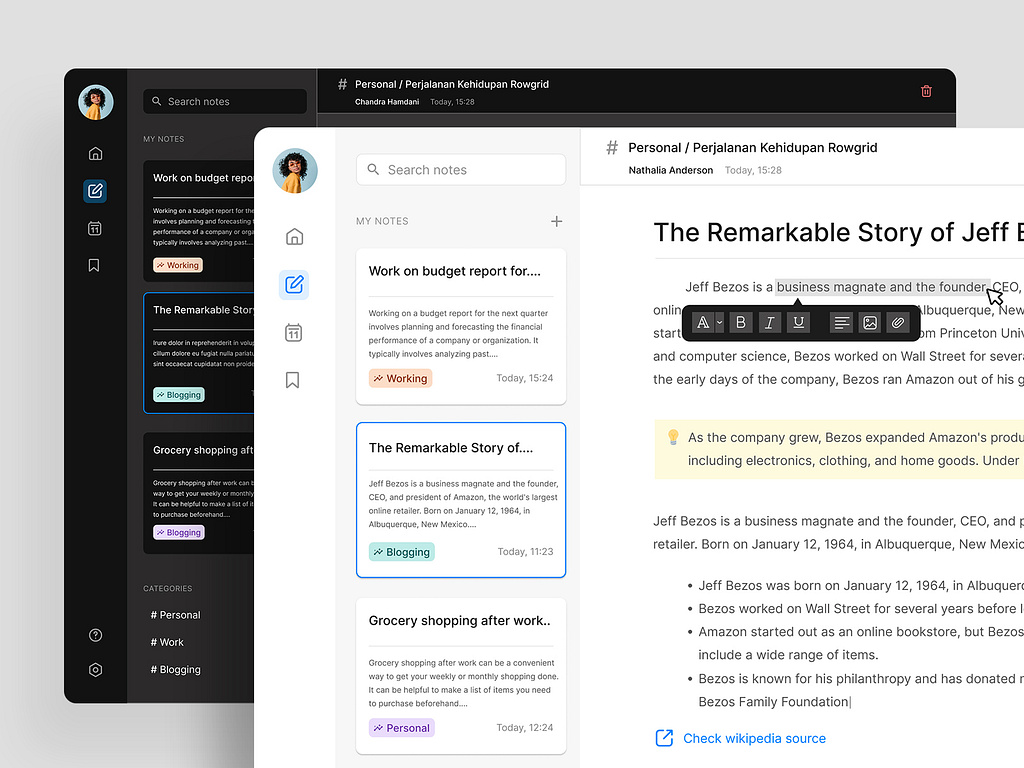 # Personal / Perjalanan Kehidupan Rowgrid
Chandra Hamdani Today, 15:28
Search notes
MY NOTES
Work on budget repo
Working on a budget report for the
involves planning and forecasting
performance of a company or orga
typically involves analyzing past....
Working
The Remarkable Story
Irure dolor in reprehenderit in volup
cillum dolore eu fugiat nulla pariatu
sint occaecat cupidatat non proide
Blogging
Grocery shopping aft
Grocery shopping after work can b
way to get your weekly or monthly
It can be helpful to make a list of it
to purchase beforehand....
Blogging
CATEGORIES
# Personal
# Work
# Blogging
11
Search notes
MY NOTES +
Work on budget report for....
Working on a budget report for the next quarter
involves planning and forecasting the financial
performance of a company or organization. It
typically involves analyzing past....
Working Today, 15:24
The Remarkable Story of....
Jeff Bezos is a business magnate and the founder,
CEO, and president of Amazon, the world's largest
online retailer. Born on January 12, 1964, in
Albuquerque, New Mexico....
Blogging Today, 11:23
Grocery shopping after work..
Grocery shopping after work can be a convenient
way to get your weekly or monthly shopping done.
It can be helpful to make a list of items you need
to purchase beforehand....
Personal Today, 12:24
11
# Personal / Perjalanan Kehidupan Rowgrid
Nathalia Anderson Today, 15:28
The Remarkable Story of Jeff B
Jeff Bezos is a business magnate and the founder, CEO,
onlin Albuquerque, New
A B I U
start om Princeton Univ
and computer science, Bezos worked on Wall Street for severa
the early days of the company, Bezos ran Amazon out of his g
As the company grew, Bezos expanded Amazon's produ
including electronics, clothing, and home goods. Under
Jeff Bezos is a business magnate and the founder, CEO, and p
retailer. Born on January 12, 1964, in Albuquerque, New Mexic
• Jeff Bezos was born on January 12, 1964, in Albuquerq
• Bezos worked on Wall Street for several years before l
• Amazon started out as an online bookstore, but Bezos
include a wide range of items.
• Bezos is known for his philanthropy and has donated m
Bezos Family Foundation
Check wikipedia source